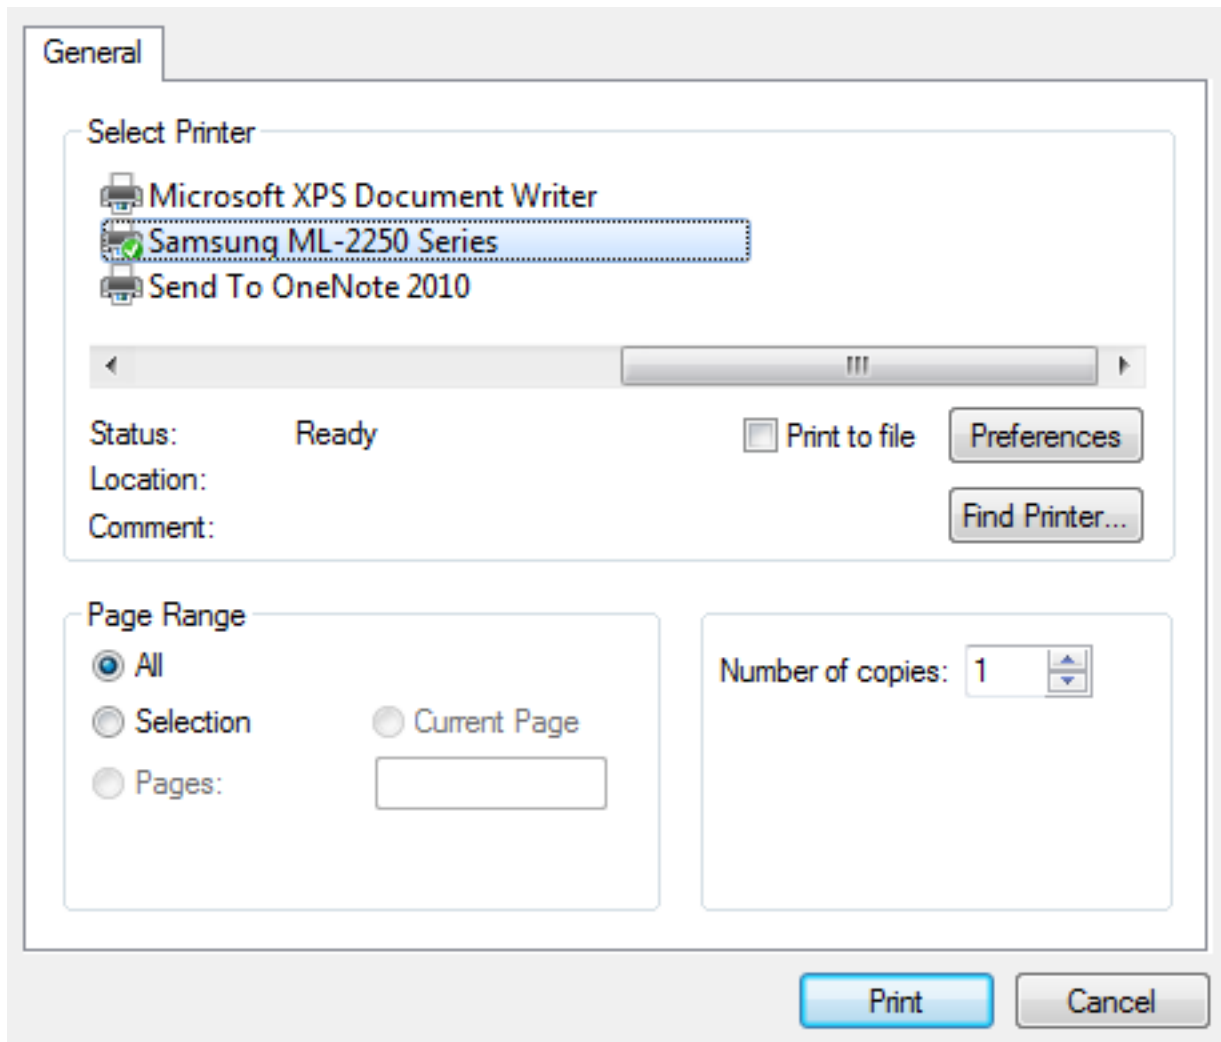 General
Select Printer
Microsoft XPS Document Writer
Samsung ML-2250 Series
Send To OneNote 2010
Status: Ready
Print to file
Preferences
Location:
Find Printer...
Comment:
Page Range
All
Number of copies: 1
Selection
Current Page
Pages:
Print
Cancel